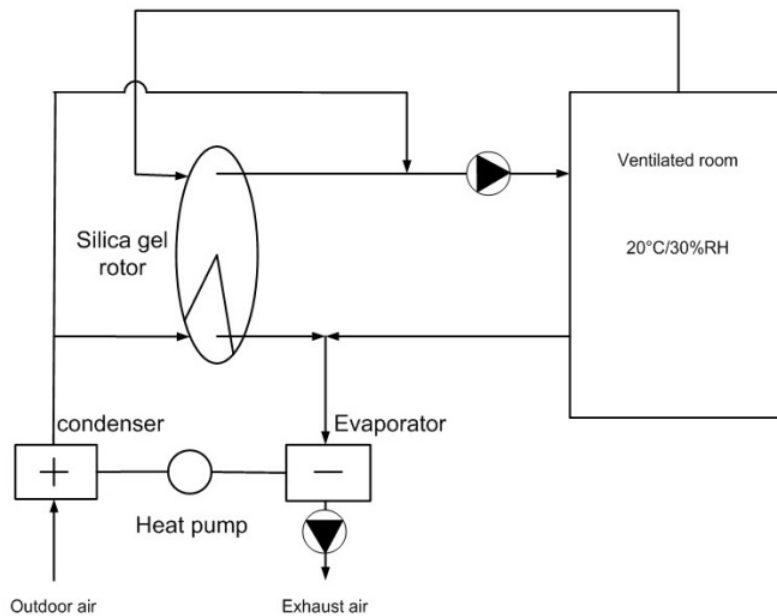 Ventilated room
Silica gel
rotor
20°C/30%RH
condenser
Evaporator
Heat pump
Outdoor air
Exhaust air